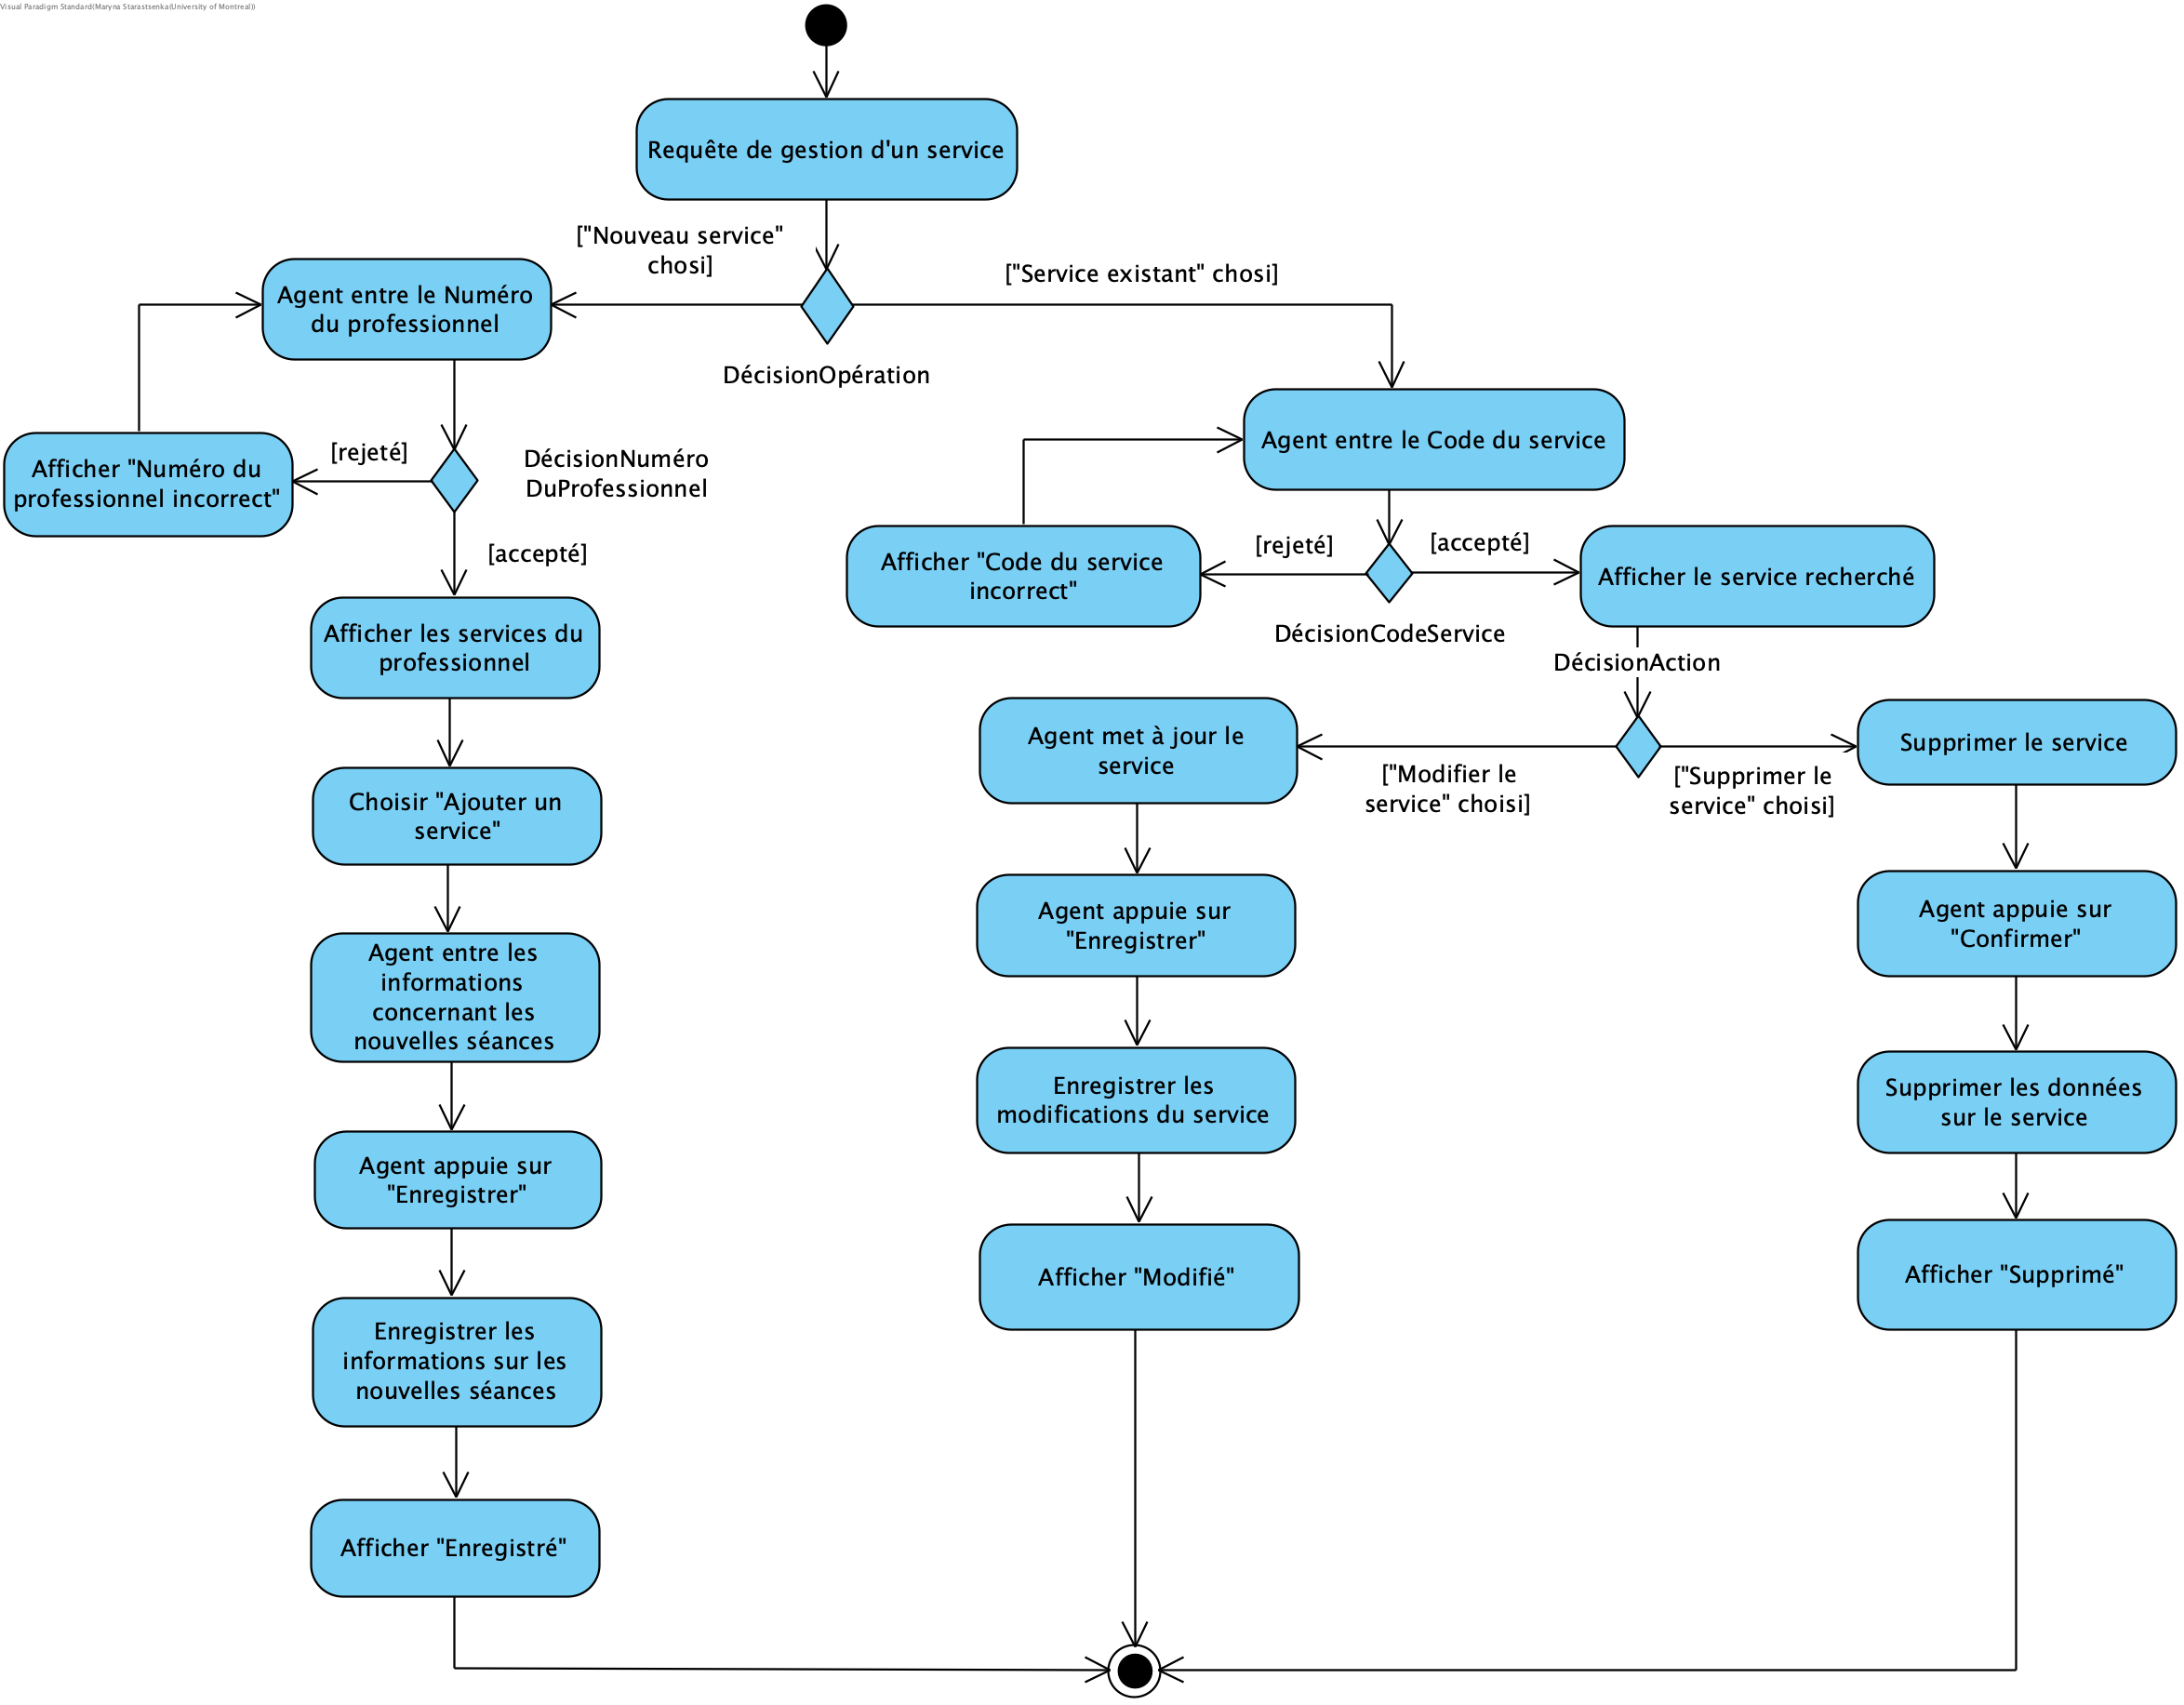 Visual Paradigm Standard(Maryna Starastsenka(University of Montreal))
Requête de gestion d'un service
["Nouveau service"
chosi]
["Service existant" chosi]
Agent entre le Numéro
du professionnel
DécisionOpération
Agent entre le Code du service
[rejeté]
DécisionNuméro
DuProfessionnel
Afficher "Numéro du
professionnel incorrect"
[accepté]
[rejeté]
[accepté]
Afficher "Code du service
incorrect"
Afficher le service recherché
DécisionCodeService
Afficher les services du
professionnel
DécisionAction
Agent met à jour le
service
Supprimer le service
["Modifier le
service" choisi]
["Supprimer le
service" choisi]
Choisir "Ajouter un
service"
Agent appuie sur
"Enregistrer"
Agent appuie sur
"Confirmer"
Agent entre les
informations
concernant les
nouvelles séances
Enregistrer les
modifications du service
Supprimer les données
sur le service
Agent appuie sur
"Enregistrer"
Afficher "Modifié"
Afficher "Supprimé"
Enregistrer les
informations sur les
nouvelles séances
Afficher "Enregistré"